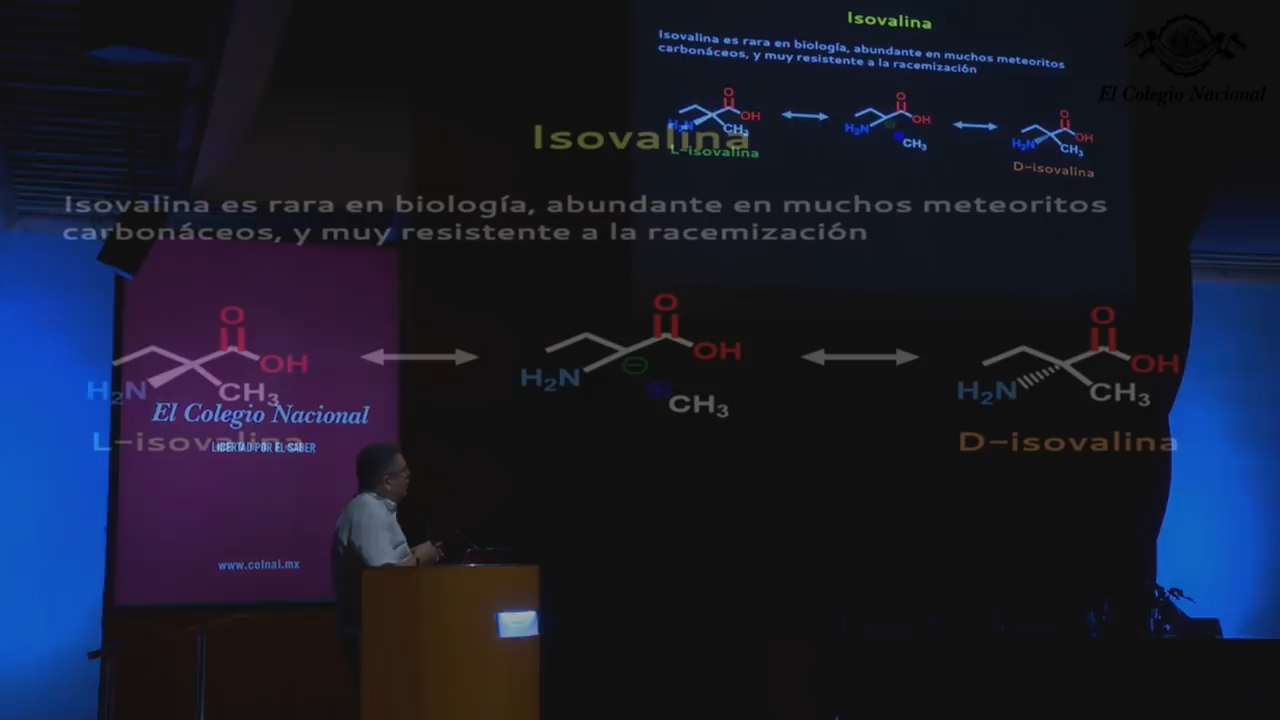 Isovalina
Isovalina es rara en biología, abundante en muchos meteoritos
carbonáceos, y muy resistente a la racemización
O
OH
H₂N
CH₃
L-isovalina
O
OH
H₂N
⊖
⊕
CH₃
O
OH
H₂N
CH₃
D-isovalina
El Colegio Nacional
Isovalina
Isovalina es rara en biología, abundante en muchos meteoritos
carbonáceos, y muy resistente a la racemización
O
OH
H₂N
CH₃
L-isovalina
O
OH
H₂N
⊖
⊕
CH₃
O
OH
H₂N
CH₃
D-isovalina
El Colegio Nacional
LIBERTAD POR EL SABER
www.colnal.mx